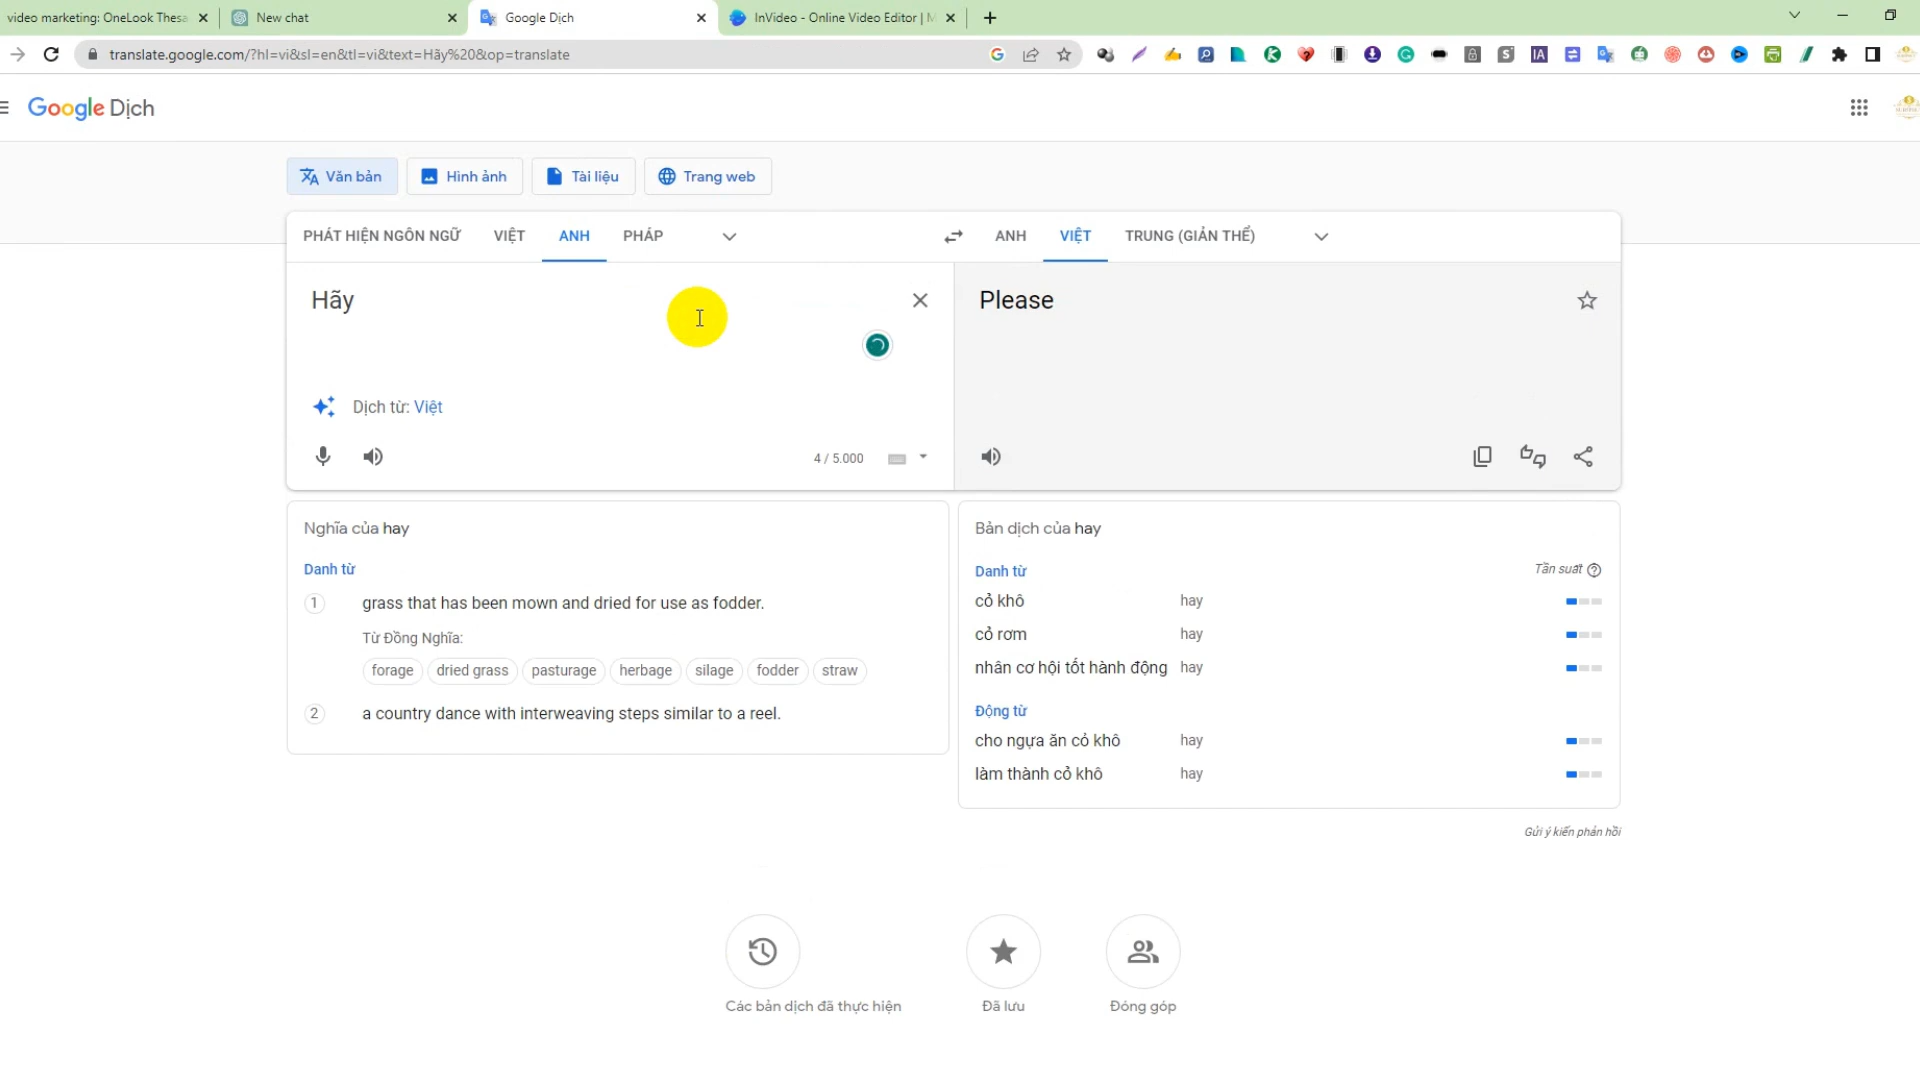 video marketing: OneLook Thesa
New chat
Google Dịch
InVideo - Online Video Editor | M
translate.google.com/?hl=vi&sl=en&tl=vi&text=Hãy%20&op=translate
Google Dịch
Văn bản
Hình ảnh
Tài liệu
Trang web
PHÁT HIỆN NGÔN NGỮ
VIỆT
ANH
PHÁP
ANH
VIỆT
TRUNG (GIẢN THỂ)
Hãy
Please
Dịch từ: Việt
4 / 5.000
Nghĩa của hay
Danh từ
1
grass that has been mown and dried for use as fodder.
Từ Đồng Nghĩa:
forage
dried grass
pasturage
herbage
silage
fodder
straw
2
a country dance with interweaving steps similar to a reel.
Bản dịch của hay
Danh từ
Tần suất
cỏ khô hay
cỏ rơm hay
nhân cơ hội tốt hành động hay
Động từ
cho ngựa ăn cỏ khô hay
làm thành cỏ khô hay
Gửi ý kiến phản hồi
Các bản dịch đã thực hiện
Đã lưu
Đóng góp